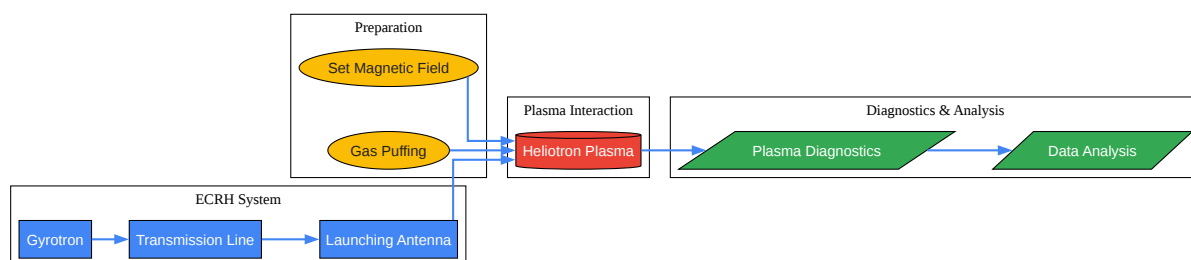 Preparation
Set Magnetic Field
Gas Puffing
Plasma Interaction
Heliotron Plasma
Diagnostics & Analysis
Plasma Diagnostics
Data Analysis
ECRH System
Gyrotron
Transmission Line
Launching Antenna